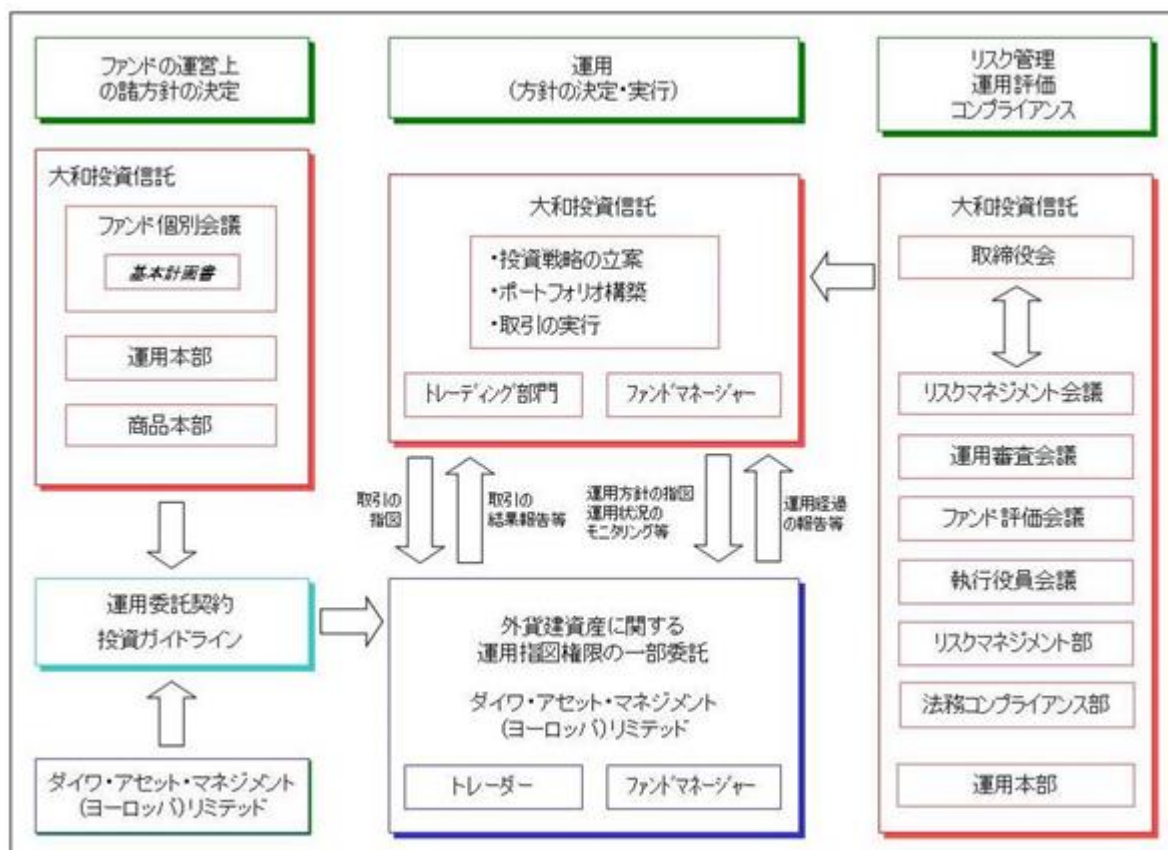 ファンドの運営上
の諸方針の決定
運用
(方針の決定・実行)
リスク管理
運用評価
コンプライアンス
大和投資信託
ファンド個別会議
基本計画書
運用本部
商品本部
大和投資信託
・投資戦略の立案
・ポートフォリオ構築
・取引の実行
トレーディング部門
ファンドマネージャー
大和投資信託
取締役会
リスクマネジメント会議
運用審査会議
ファンド評価会議
執行役員会議
リスクマネジメント部
法務コンプライアンス部
運用本部
取引の
指図
取引の
結果報告等
運用方針の指図
運用状況の
モニタリング等
運用経過
の報告等
運用委託契約
投資ガイドライン
外貨建資産に関する
運用指図権限の一部委託
ダイワ・アセット・マネジメント
(ヨーロッパ)リミテッド
トレーダー
ファンドマネージャー
ダイワ・アセット・マネジメント
(ヨーロッパ)リミテッド